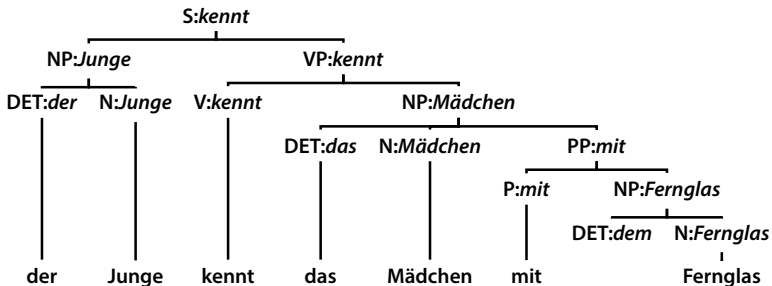 S:kennt
NP:Junge VP:kennt
DET:der N:Junge V:kennt NP:Mädchen
DET:das N:Mädchen PP:mit
P:mit NP:Fernglas
DET:dem N:Fernglas
der Junge kennt das Mädchen mit Fernglas